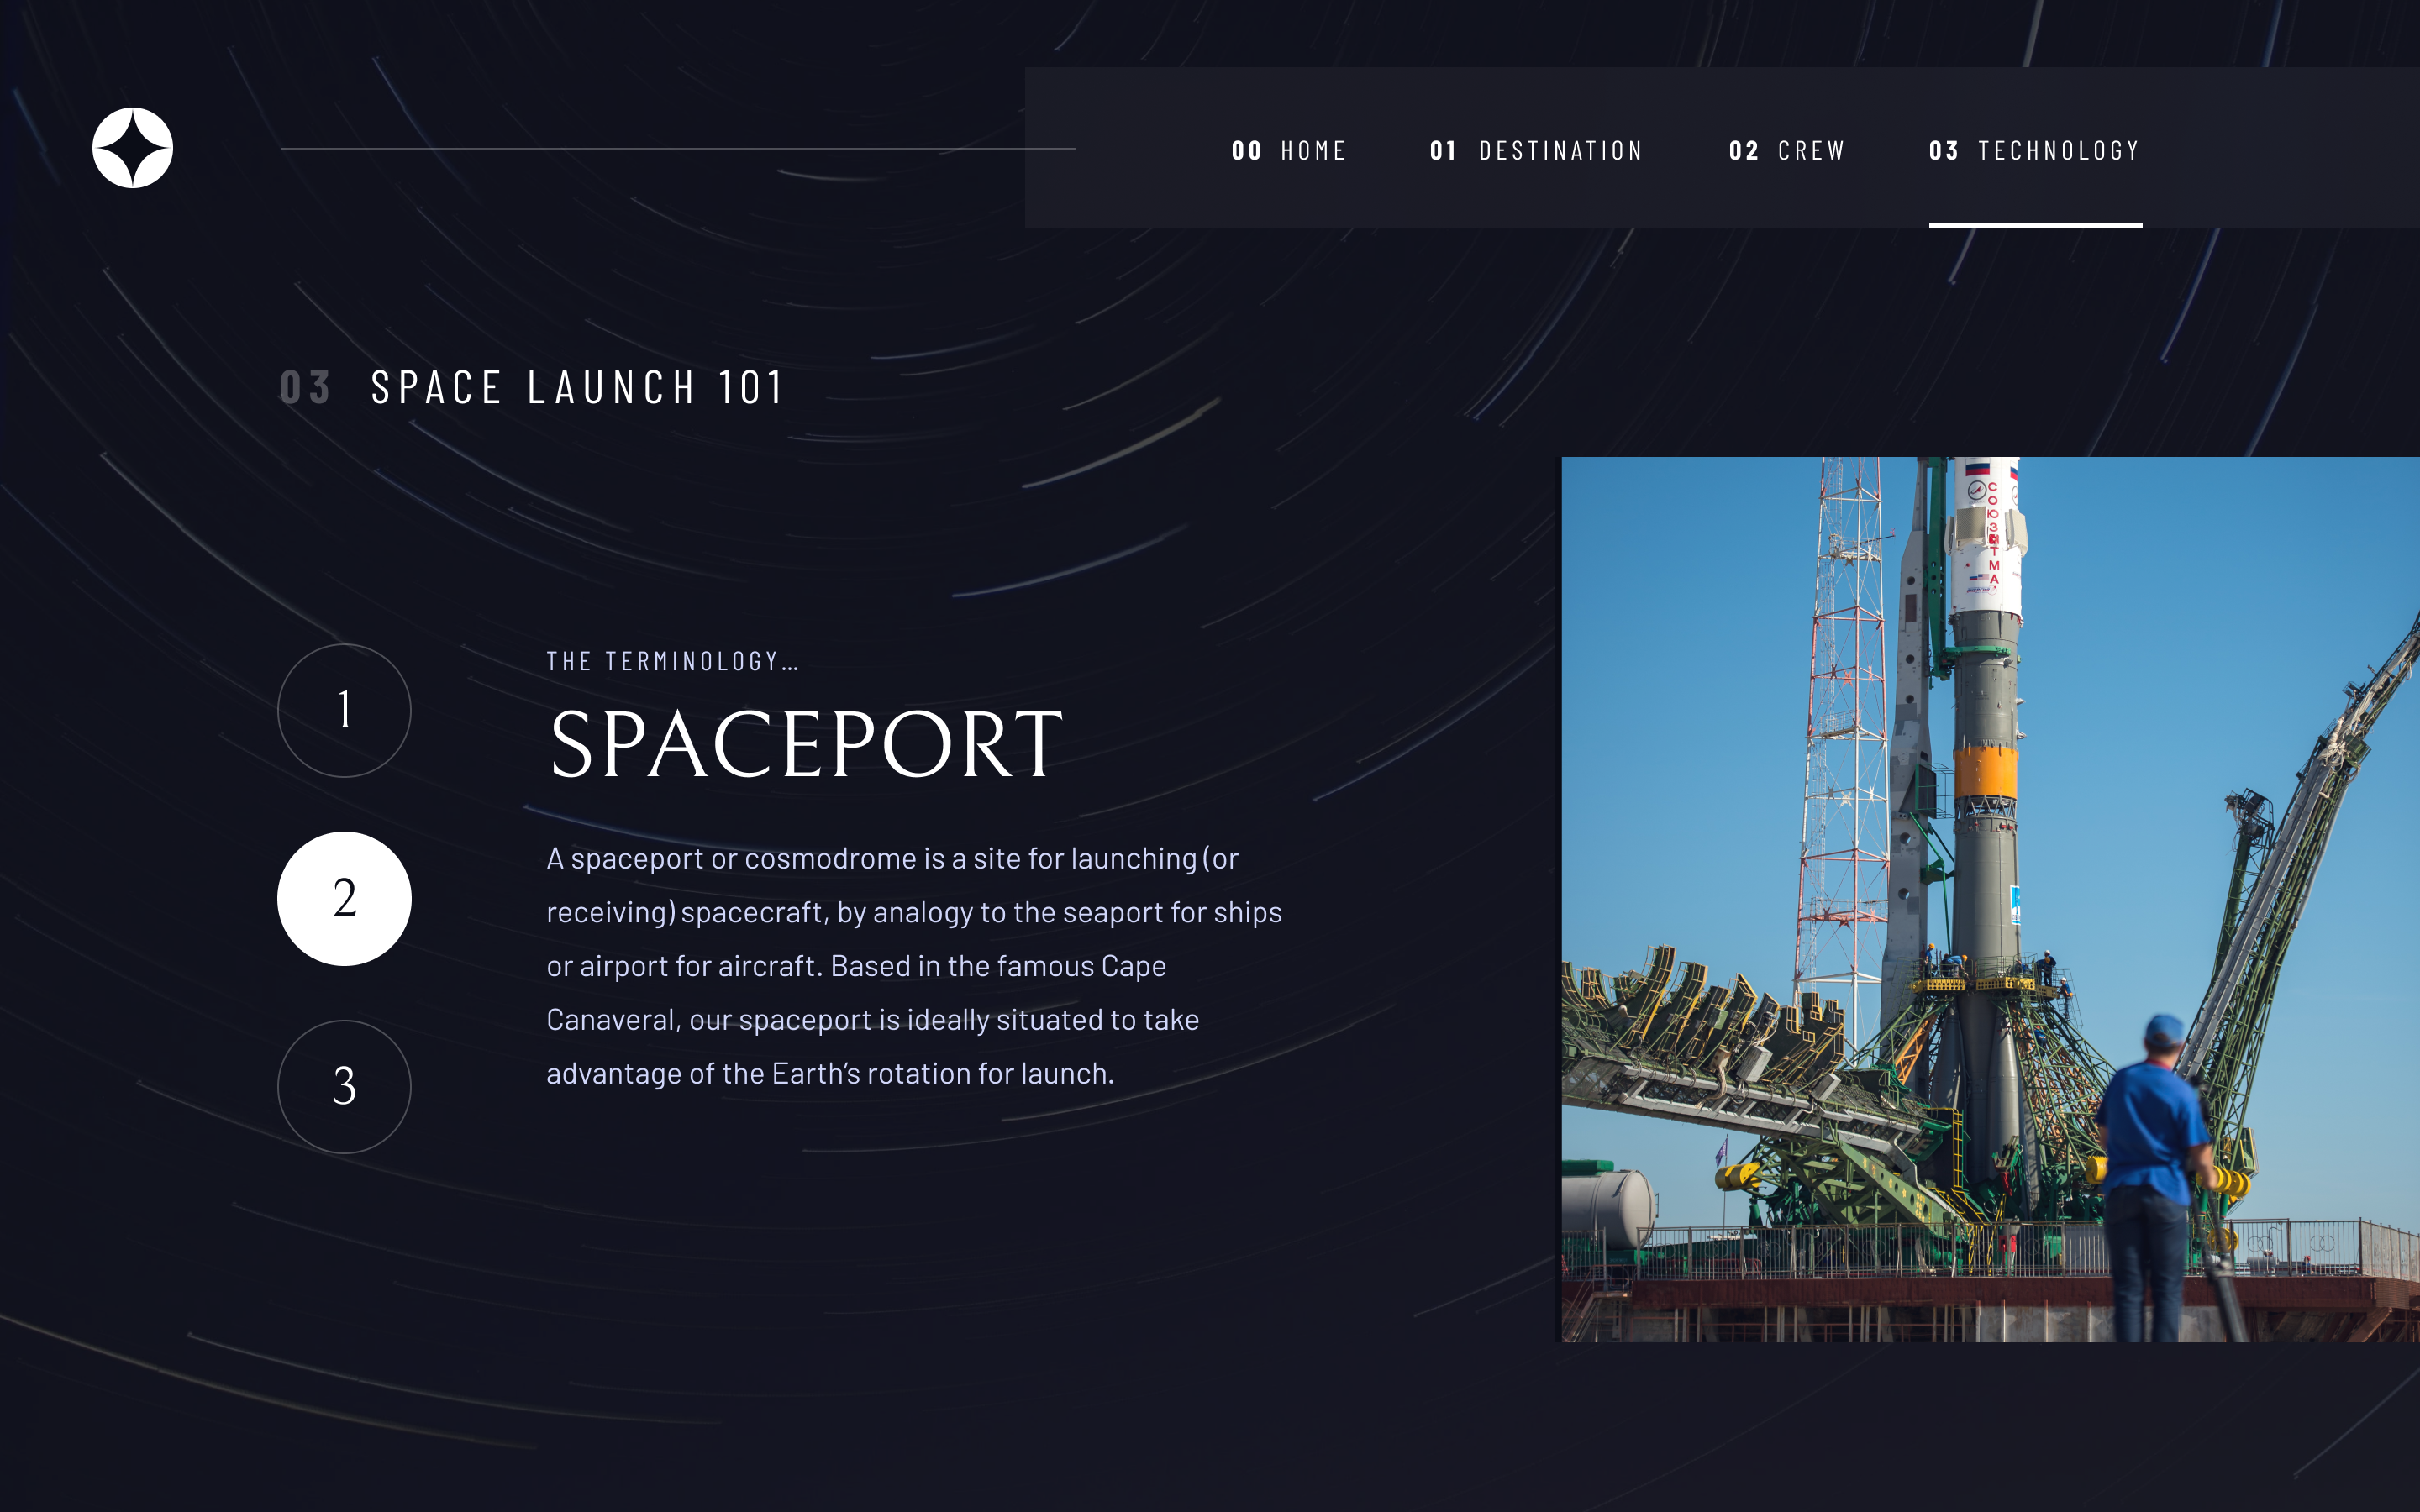 00 HOME 01 DESTINATION 02 CREW 03 TECHNOLOGY
03 SPACE LAUNCH 101
1
2
3
THE TERMINOLOGY...
SPACEPORT
A spaceport or cosmodrome is a site for launching (or
receiving) spacecraft, by analogy to the seaport for ships
or airport for aircraft. Based in the famous Cape
Canaveral, our spaceport is ideally situated to take
advantage of the Earth’s rotation for launch.